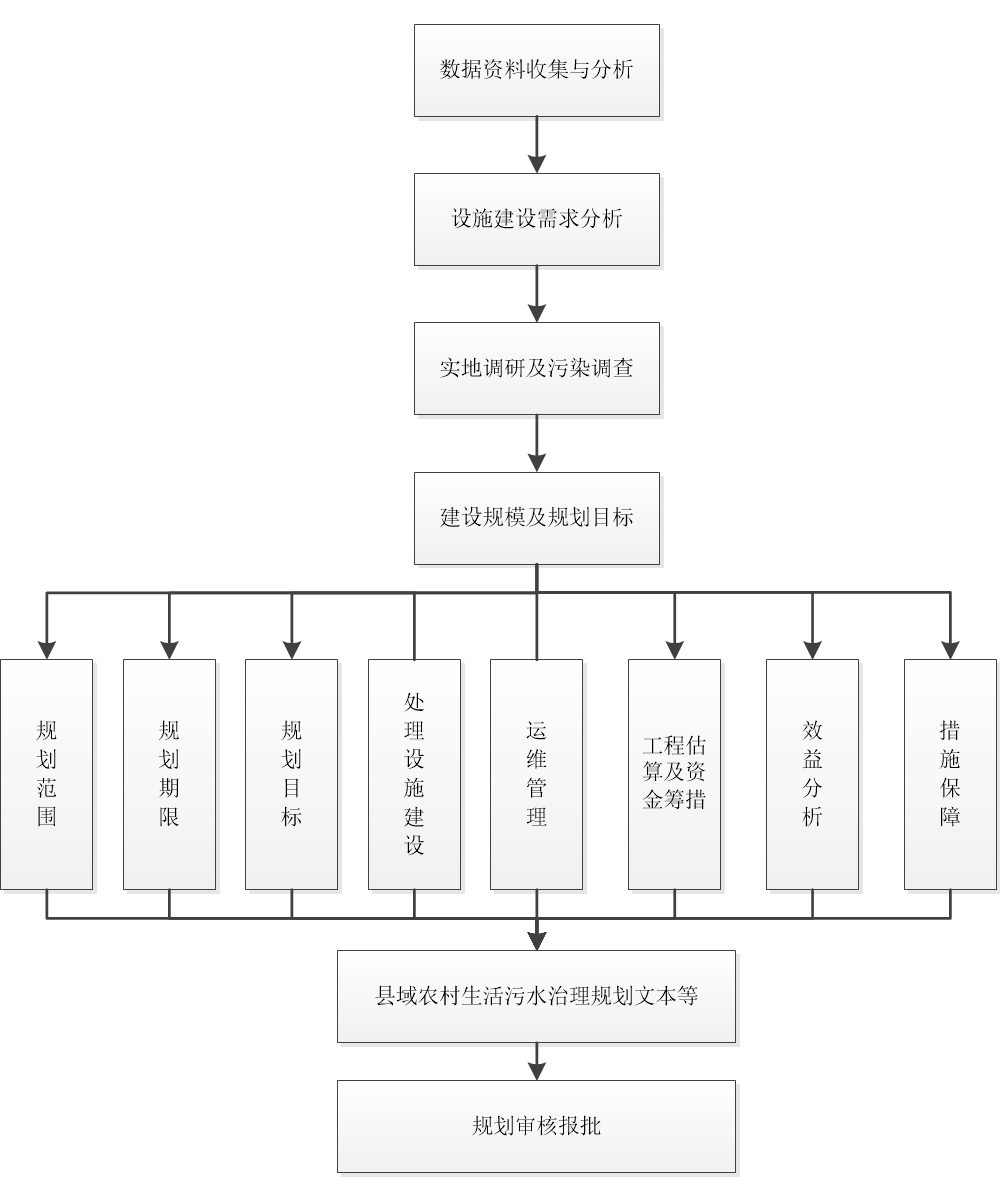 数据资料收集与分析
设施建设需求分析
实地调研及污染调查
建设规模及规划目标
规划范围
规划期限
规划目标
处理设施建设
运维管理
工程估
算及资
金筹措
效益分析
措施保障
县域农村生活污水治理规划文本等
规划审核报批